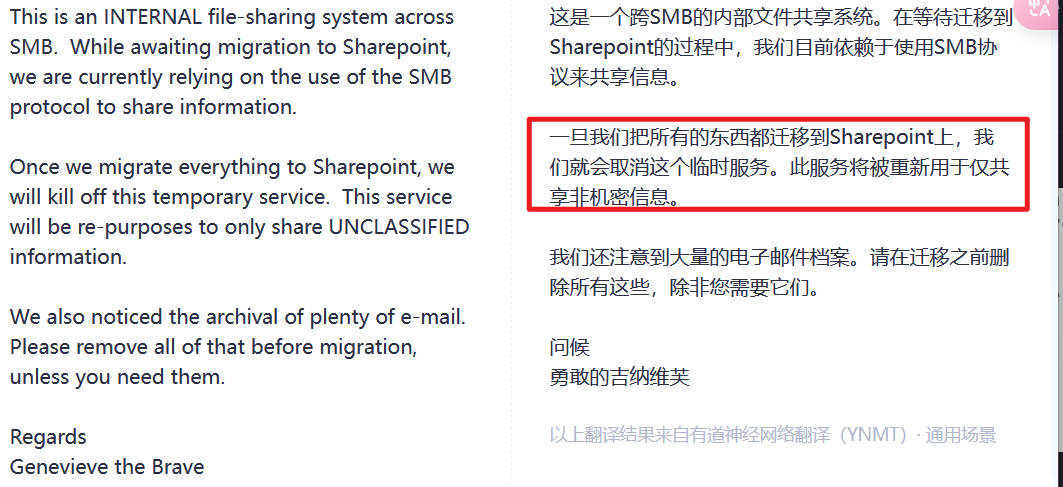 This is an INTERNAL file-sharing system across
SMB.  While awaiting migration to Sharepoint,
we are currently relying on the use of the SMB
protocol to share information.
Once we migrate everything to Sharepoint, we
will kill off this temporary service.  This service
will be re-purposes to only share UNCLASSIFIED
information.
We also noticed the archival of plenty of e-mail.
Please remove all of that before migration,
unless you need them.
Regards
Genevieve the Brave
这是一个跨SMB的内部文件共享系统。在等待迁移到
Sharepoint的过程中，我们目前依赖于使用SMB协
议来共享信息。
一旦我们把所有的东西都迁移到Sharepoint上，我
们就会取消这个临时服务。此服务将被重新用于仅共
享非机密信息。
我们还注意到大量的电子邮件档案。请在迁移之前删
除所有这些，除非您需要它们。
问候
勇敢的吉纳维芙
以上翻译结果来自有道神经网络翻译（YNMT）· 通用场景